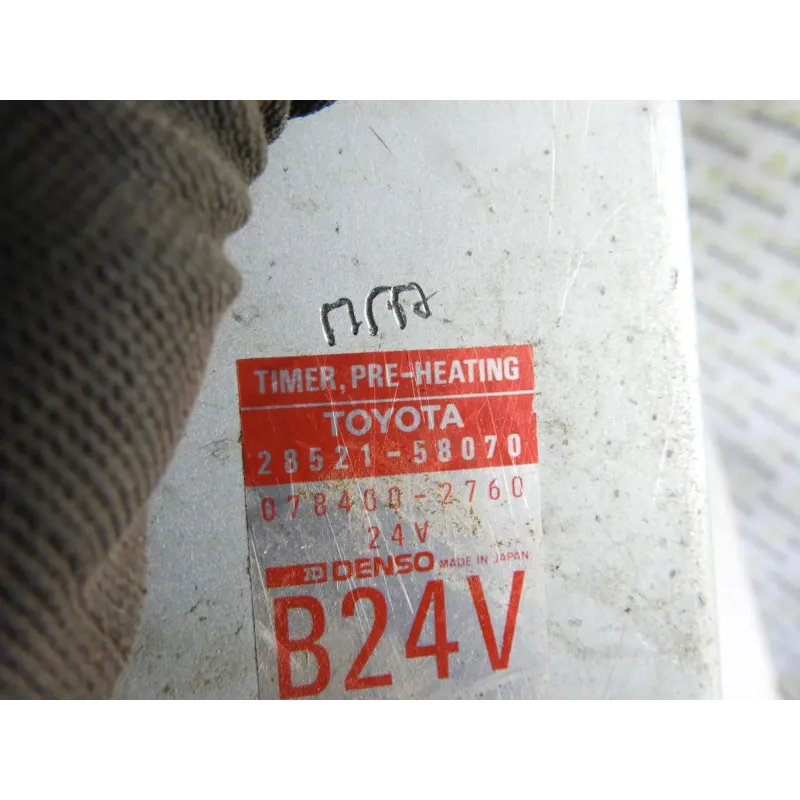 TIMER, PRE-HEATING
TOYOTA
28521-58070
078400-2760
24V
DENSO MADE IN JAPAN
B24V